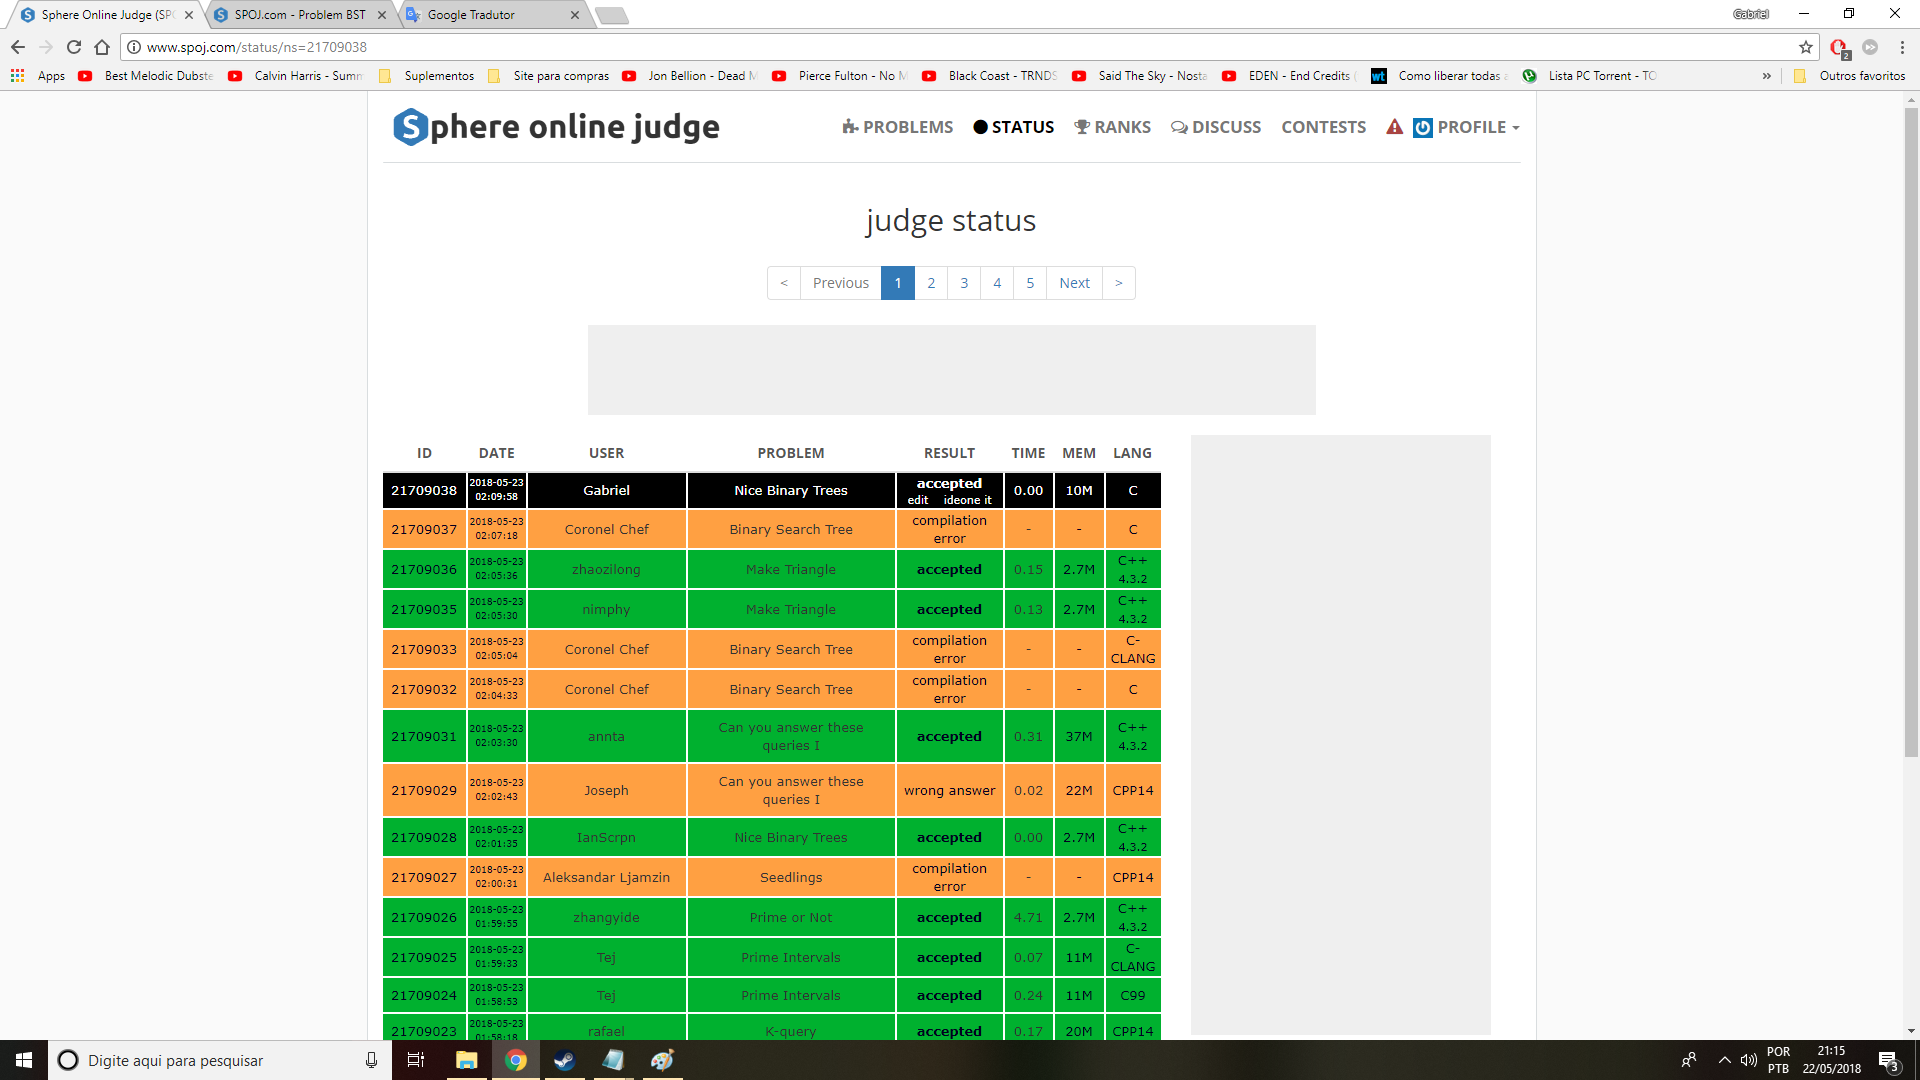 Sphere Online Judge (SPO
SPOJ.com - Problem BST
Google Tradutor
Gabriel
www.spoj.com/status/ns=21709038
2
Apps
Best Melodic Dubste
Calvin Harris - Summ
Suplementos
Site para compras
Jon Bellion - Dead M
Pierce Fulton - No M
Black Coast - TRNDS
Said The Sky - Nosta
EDEN - End Credits (
wt
Como liberar todas a
Lista PC Torrent - TO
»
Outros favoritos
Sphere online judge
PROBLEMS
STATUS
RANKS
DISCUSS
CONTESTS
PROFILE
judge status
< Previous 1 2 3 4 5 Next >
ID DATE USER PROBLEM RESULT TIME MEM LANG
21709038 2018-05-23 02:09:58 Gabriel Nice Binary Trees accepted edit ideone it 0.00 10M C
21709037 2018-05-23 02:07:18 Coronel Chef Binary Search Tree compilation error - - C
21709036 2018-05-23 02:05:36 zhaoziiong Make Triangle accepted 0.15 2.7M C++ 4.3.2
21709035 2018-05-23 02:05:30 nimphy Make Triangle accepted 0.13 2.7M C++ 4.3.2
21709033 2018-05-23 02:05:04 Coronel Chef Binary Search Tree compilation error - - C-CLANG
21709032 2018-05-23 02:04:33 Coronel Chef Binary Search Tree compilation error - - C
21709031 2018-05-23 02:03:30 annta Can you answer these queries I accepted 0.31 37M C++ 4.3.2
21709029 2018-05-23 02:02:43 Joseph Can you answer these queries I wrong answer 0.02 22M CPP14
21709028 2018-05-23 02:01:35 IanScrpn Nice Binary Trees accepted 0.00 2.7M C++ 4.3.2
21709027 2018-05-23 02:00:31 Aleksandar Ljamzin Seedlings compilation error - - CPP14
21709026 2018-05-23 01:59:55 zhangyide Prime or Not accepted 4.71 2.7M C++ 4.3.2
21709025 2018-05-23 01:59:33 Tej Prime Intervals accepted 0.07 11M C-CLANG
21709024 2018-05-23 01:58:53 Tej Prime Intervals accepted 0.24 11M C99
21709023 2018-05-23 01:58:18 rafael K-query accepted 0.17 20M CPP14
Digite aqui para pesquisar
POR
PTB
21:15
22/05/2018
3